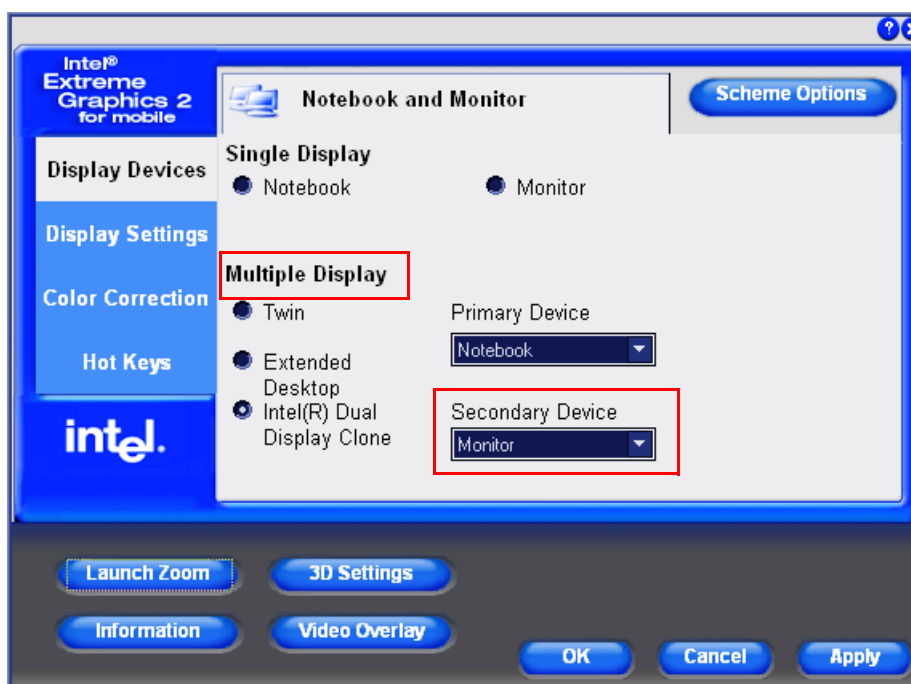 Intel®
Extreme
Graphics 2
for mobile
Notebook and Monitor
Scheme Options
Display Devices
Display Settings
Color Correction
Hot Keys
intel.
Single Display
Notebook
Monitor
Multiple Display
Twin
Extended
Desktop
Intel(R) Dual
Display Clone
Primary Device
Notebook
Secondary Device
Monitor
Launch Zoom
3D Settings
Information
Video Overlay
OK
Cancel
Apply